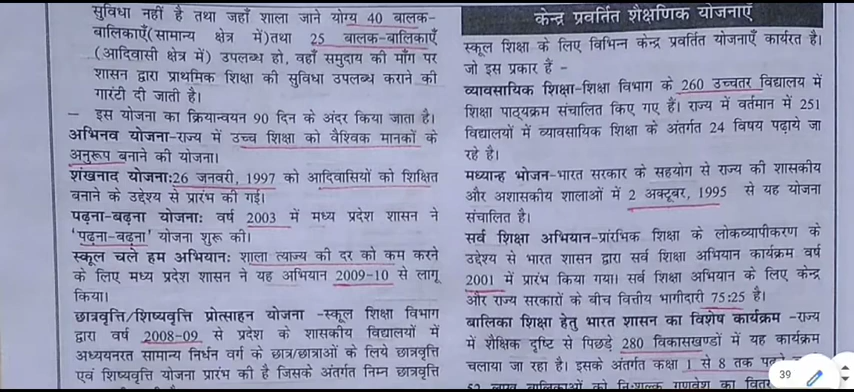 सुविधा नहीं है तथा जहाँ शाला जाने योग्य 40 बालक-
बालिकाएँ(सामान्य क्षेत्र में)तथा 25 बालक-बालिकाएँ
(आदिवासी क्षेत्र में) उपलब्ध हो, वहाँ समुदाय की माँग पर
शासन द्वारा प्राथमिक शिक्षा की सुविधा उपलब्ध कराने की
गारंटी दी जाती है।
– इस योजना का क्रियान्वयन 90 दिन के अंदर किया जाता है।
अभिनव योजना-राज्य में उच्च शिक्षा को वैश्विक मानकों के
अनुरूप बनाने की योजना।
शंखनाद योजना:26 जनवरी, 1997 को आदिवासियों को शिक्षित
बनाने के उद्देश्य से प्रारंभ की गई।
पढ़ना-बढ़ना योजना: वर्ष 2003 में मध्य प्रदेश शासन ने
'पढ़ना-बढ़ना' योजना शुरू की।
स्कूल चले हम अभियान: शाला त्याज्य की दर को कम करने
के लिए मध्य प्रदेश शासन ने यह अभियान 2009-10 से लागू
किया।
छात्रवृत्ति/शिष्यवृत्ति प्रोत्साहन योजना -स्कूल शिक्षा विभाग
द्वारा वर्ष 2008-09 से प्रदेश के शासकीय विद्यालयों में
अध्ययनरत सामान्य निर्धन वर्ग के छात्र/छात्राओं के लिये छात्रवृत्ति
एवं शिष्यवृत्ति योजना प्रारंभ की है जिसके अंतर्गत निम्न छात्रवृत्ति
केन्द्र प्रवर्तित शैक्षणिक योजनाएँ
स्कूल शिक्षा के लिए विभिन्न केन्द्र प्रवर्तित योजनाएँ कार्यरत है।
जो इस प्रकार हैं -
व्यावसायिक शिक्षा-शिक्षा विभाग के 260 उच्चतर विद्यालय में
शिक्षा पाठ्यक्रम संचालित किए गए हैं। राज्य में वर्तमान में 251
विद्यालयों में व्यावसायिक शिक्षा के अंतर्गत 24 विषय पढ़ाये जा
रहे है।
मध्यान्ह भोजन-भारत सरकार के सहयोग से राज्य की शासकीय
और अशासकीय शालाओं में 2 अक्टूबर, 1995 से यह योजना
संचालित है।
सर्व शिक्षा अभियान-प्रांरभिक शिक्षा के लोकव्यापीकरण के
उद्देश्य से भारत शासन द्वारा सर्व शिक्षा अभियान कार्यक्रम वर्ष
2001 में प्रारंभ किया गया। सर्व शिक्षा अभियान के लिए केन्द्र
और राज्य सरकारों के बीच वित्तीय भागीदारी 75:25 है।
बालिका शिक्षा हेतु भारत शासन का विशेष कार्यक्रम -राज्य
में शैक्षिक दृष्टि से पिछड़े 280 विकासखण्डों में यह कार्यक्रम
चलाया जा रहा है। इसके अंतर्गत कक्षा 1 से 8 तक
बालिकाओं को निःशुल्क गणवेश का
39